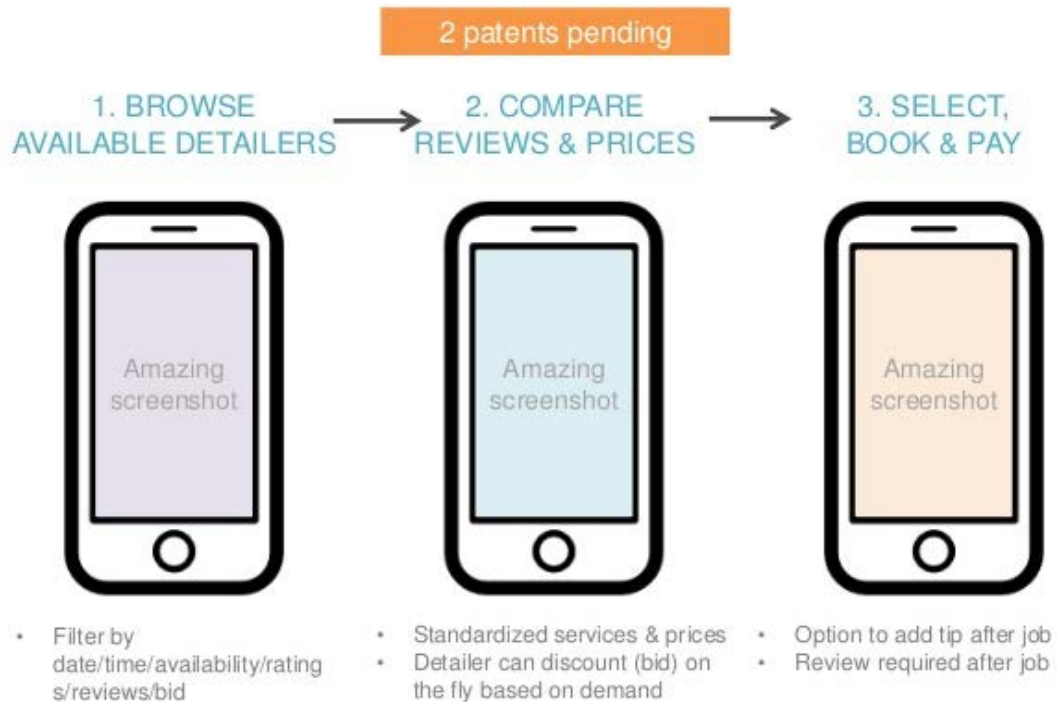 2 patents pending
1. BROWSE
AVAILABLE DETAILERS
2. COMPARE
REVIEWS & PRICES
3. SELECT,
BOOK & PAY
Amazing
screenshot
Amazing
screenshot
Amazing
screenshot
• Filter by
date/time/availability/rating
s/reviews/bid
• Standardized services & prices
• Detailer can discount (bid) on
the fly based on demand
• Option to add tip after job
• Review required after job